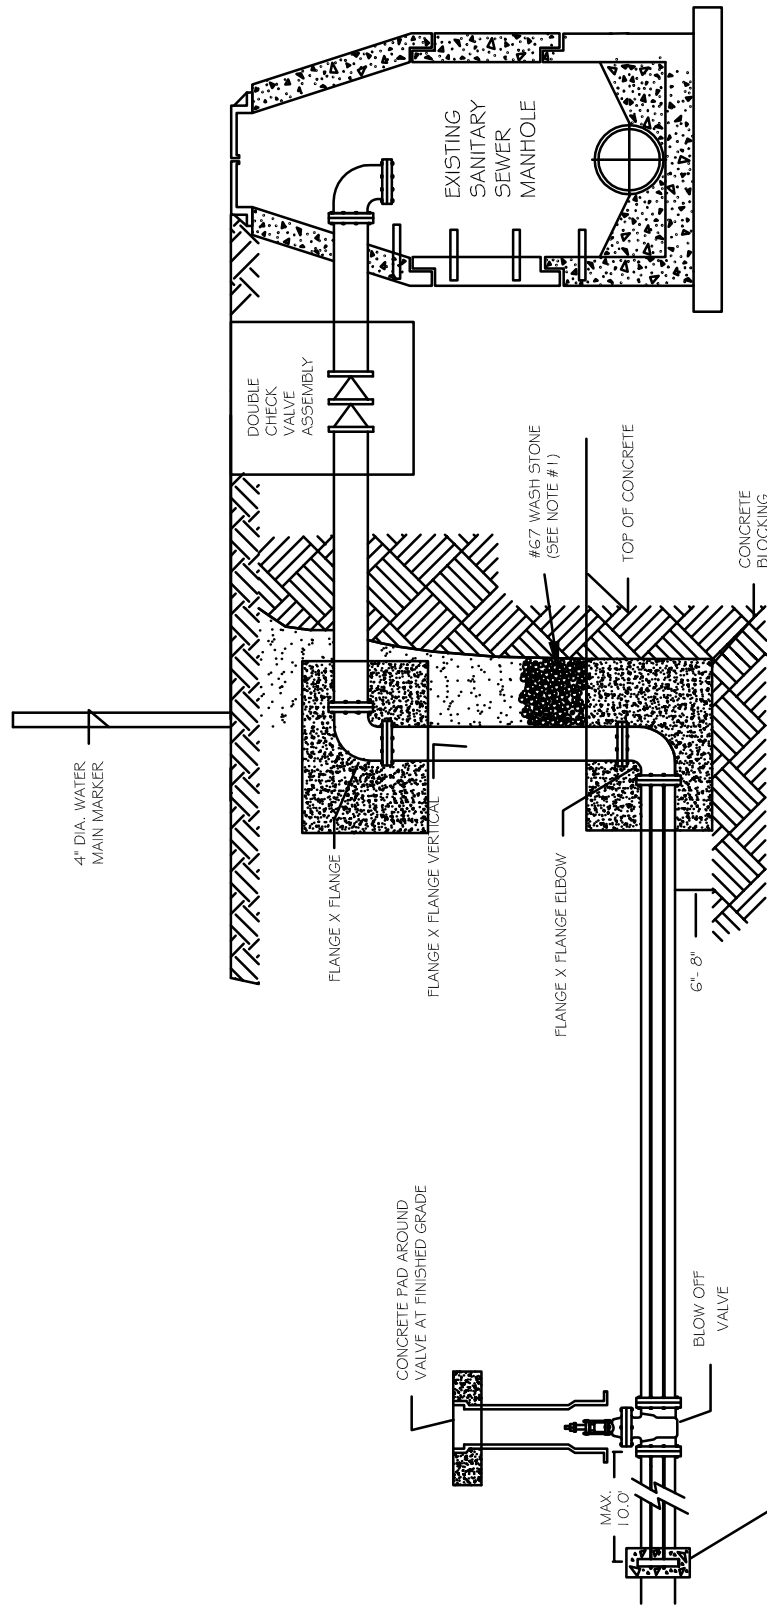 4" DIA. WATER
MAIN MARKER
DOUBLE
CHECK
VALVE
ASSEMBLY
EXISTING
SANITARY
SEWER
MANHOLE
FLANGE X FLANGE
FLANGE X FLANGE VERTICAL
#67 WASH STONE
(SEE NOTE #1)
TOP OF CONCRETE
FLANGE X FLANGE ELBOW
CONCRETE
BLOCKING
6"- 8"
CONCRETE PAD AROUND
VALVE AT FINISHED GRADE
BLOW OFF
VALVE
MAX.
10.0'